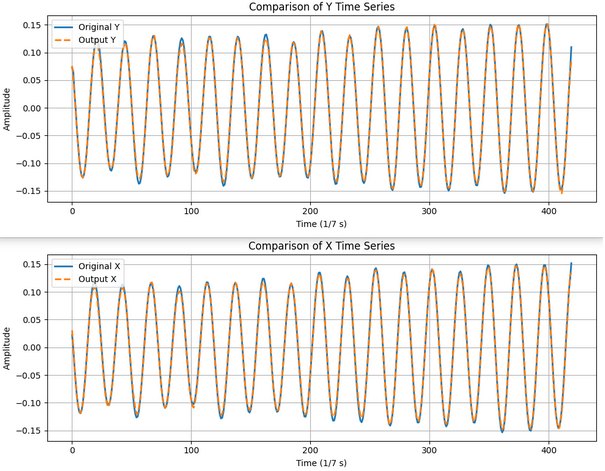 Comparison of Y Time Series
Original Y
Output Y
Amplitude
0.15
0.10
0.05
0.00
−0.05
−0.10
−0.15
0 100 200 300 400
Time (1/7 s)
Comparison of X Time Series
Original X
Output X
Amplitude
0.15
0.10
0.05
0.00
−0.05
−0.10
−0.15
0 100 200 300 400
Time (1/7 s)